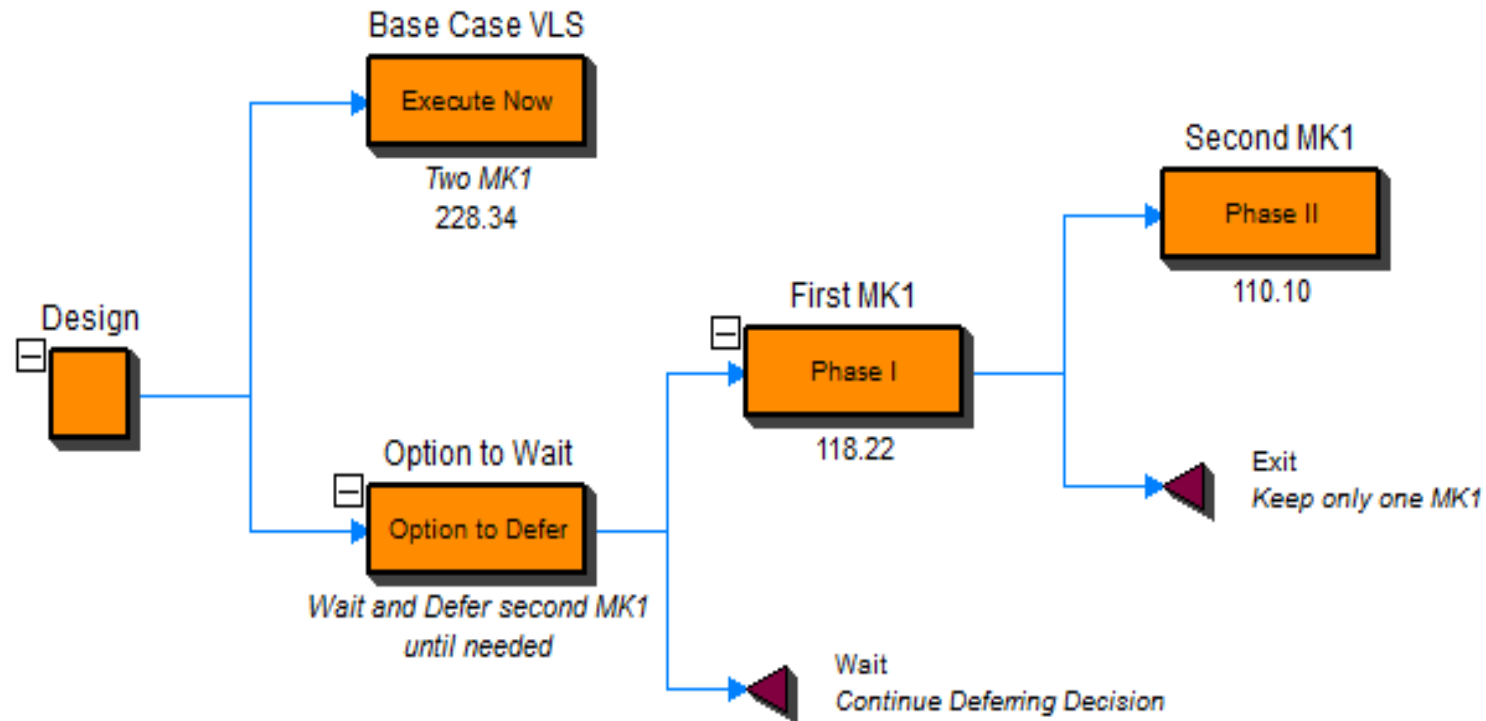 Base Case VLS
Execute Now
Two MK1
228.34
Second MK1
Phase II
110.10
Design
First MK1
Phase I
118.22
Option to Wait
Option to Defer
Wait and Defer second MK1
until needed
Exit
Keep only one MK1
Wait
Continue Deferring Decision